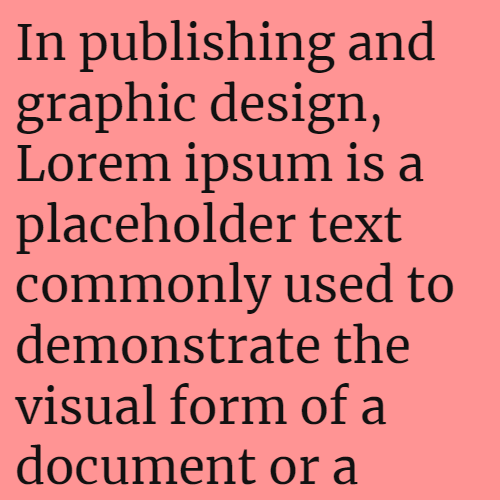 In publishing and
graphic design,
Lorem ipsum is a
placeholder text
commonly used to
demonstrate the
visual form of a
document or a